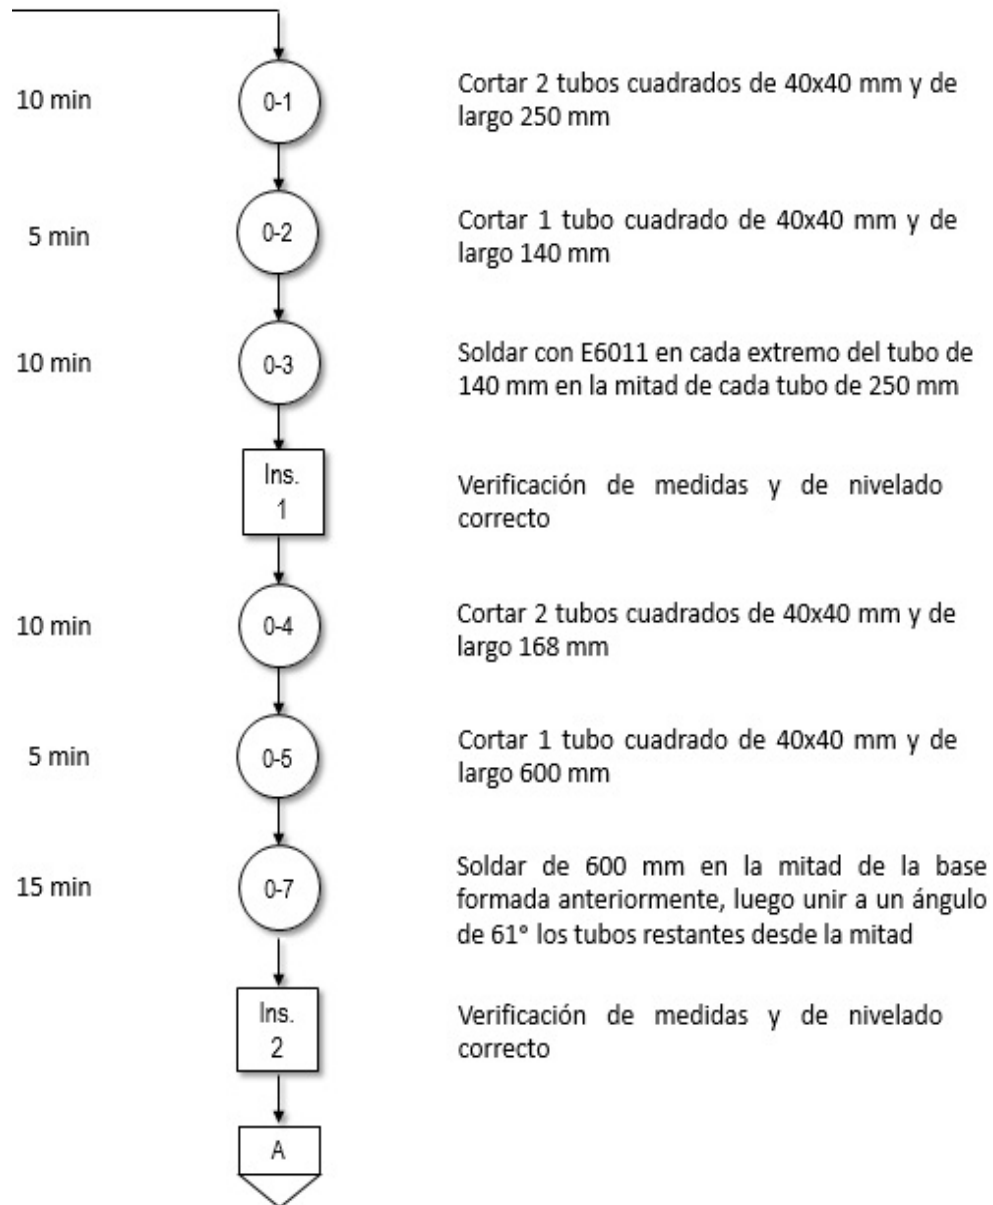 10 min
0-1
Cortar 2 tubos cuadrados de 40x40 mm y de
largo 250 mm
5 min
0-2
Cortar 1 tubo cuadrado de 40x40 mm y de
largo 140 mm
10 min
0-3
Soldar con E6011 en cada extremo del tubo de
140 mm en la mitad de cada tubo de 250 mm
Ins.
1
Verificación de medidas y de nivelado
correcto
10 min
0-4
Cortar 2 tubos cuadrados de 40x40 mm y de
largo 168 mm
5 min
0-5
Cortar 1 tubo cuadrado de 40x40 mm y de
largo 600 mm
15 min
0-7
Soldar de 600 mm en la mitad de la base
formada anteriormente, luego unir a un ángulo
de 61° los tubos restantes desde la mitad
Ins.
2
Verificación de medidas y de nivelado
correcto
A